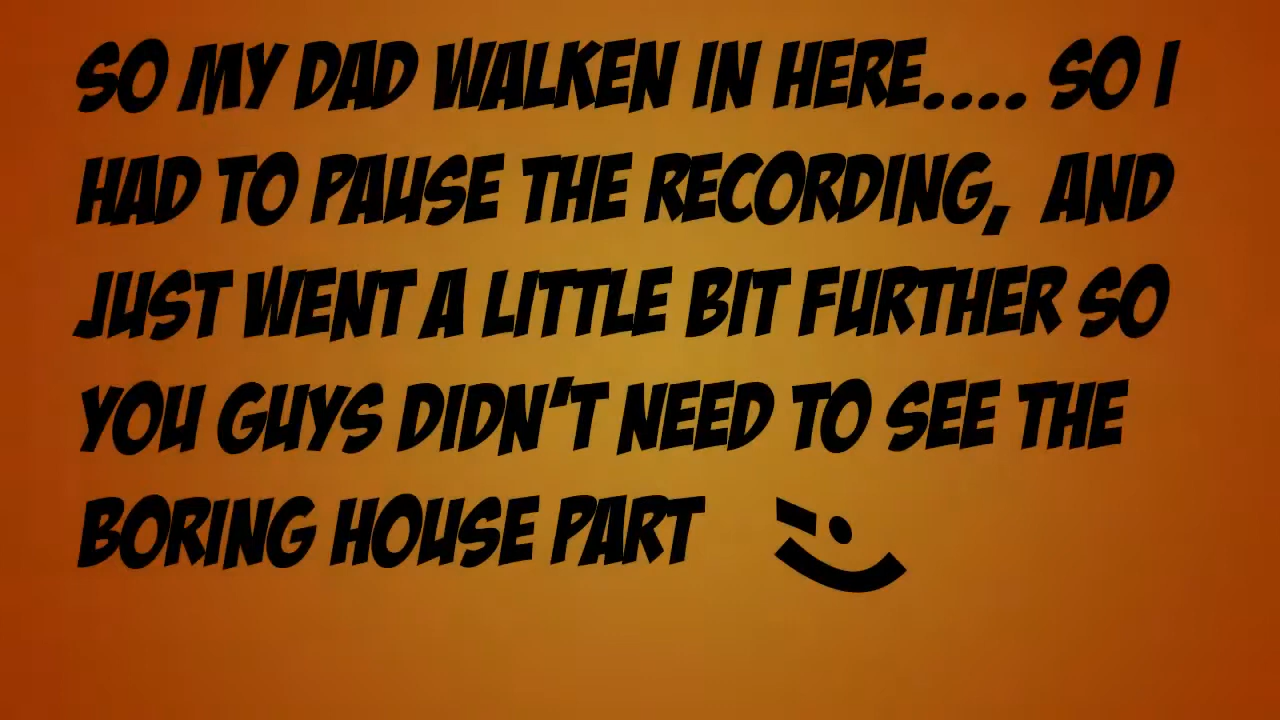 SO MY DAD WALKEN IN HERE.... SO I
HAD TO PAUSE THE RECORDING, AND
JUST WENT A LITTLE BIT FURTHER SO
YOU GUYS DIDN'T NEED TO SEE THE
BORING HOUSE PART